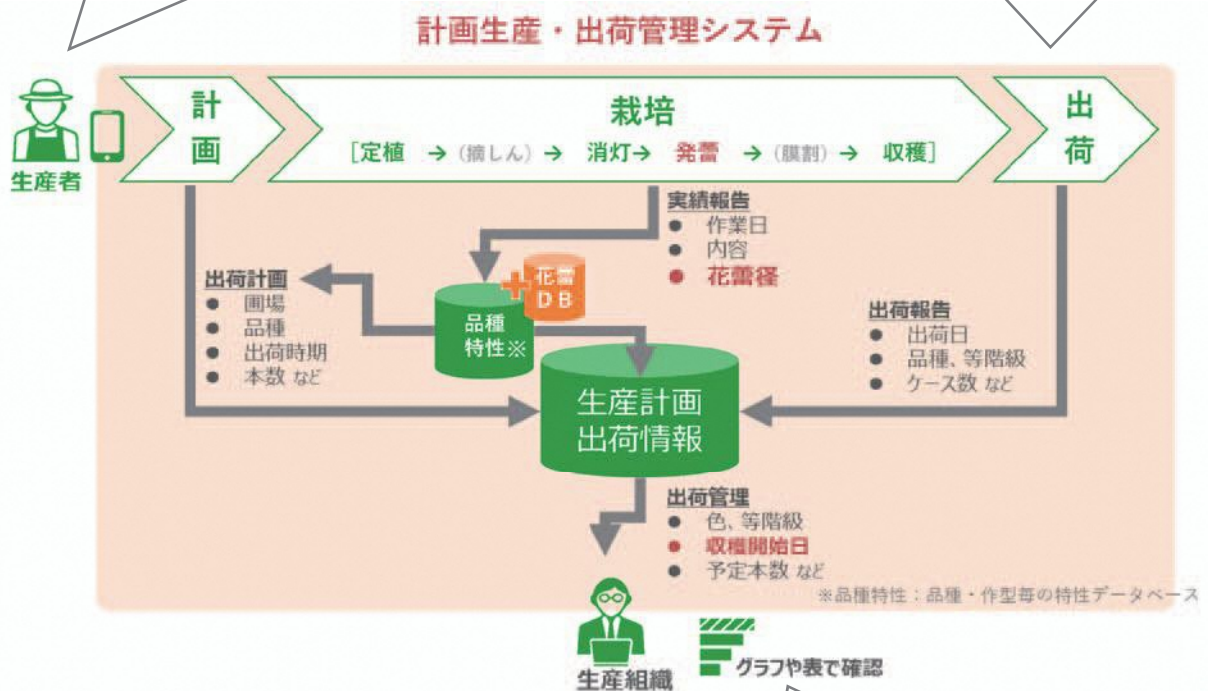 計画生産・出荷管理システム
生産者
計画
栽培
[定植 → (摘しん) → 消灯→ 発蕾 → (膜割) → 収穫]
出荷
実績報告
● 作業日
● 内容
● 花蕾径
出荷計画
● 圃場
● 品種
● 出荷時期
● 本数 など
品種
特性※
+
花蕾
DB
出荷報告
● 出荷日
● 品種、等階級
● ケース数 など
生産計画
出荷情報
出荷管理
● 色、等階級
● 収穫開始日
● 予定本数 など
※品種特性：品種・作型毎の特性データベース
生産組織
グラフや表で確認